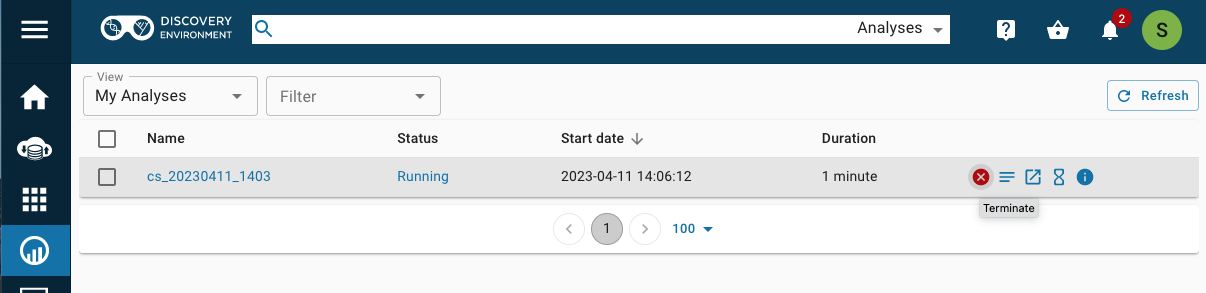 DISCOVERY
ENVIRONMENT
Analyses
2
S
View
My Analyses
Filter
Refresh
Name Status Start date Duration
cs_20230411_1403 Running 2023-04-11 14:06:12 1 minute
Terminate
1 100